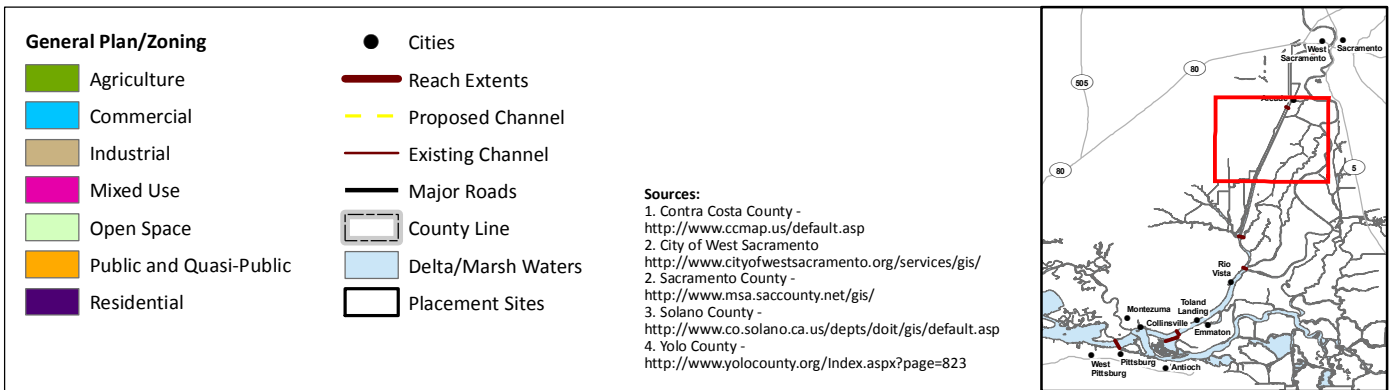 General Plan/Zoning
Agriculture
Commercial
Industrial
Mixed Use
Open Space
Public and Quasi-Public
Residential
Cities
Reach Extents
Proposed Channel
Existing Channel
Major Roads
County Line
Delta/Marsh Waters
Placement Sites
Sources:
1. Contra Costa County -
http://www.ccmap.us/default.asp
2. City of West Sacramento
http://www.cityofwestsacramento.org/services/gis/
2. Sacramento County -
http://www.msa.saccounty.net/gis/
3. Solano County -
http://www.co.solano.ca.us/depts/doit/gis/default.asp
4. Yolo County -
http://www.yolocounty.org/Index.aspx?page=823
West
Sacramento
Sacramento
80
505
Arcade
5
80
Rio
Vista
Montezuma
Toland
Landing
Collinsville
Emmaton
West
Pittsburg
Pittsburg
Antioch